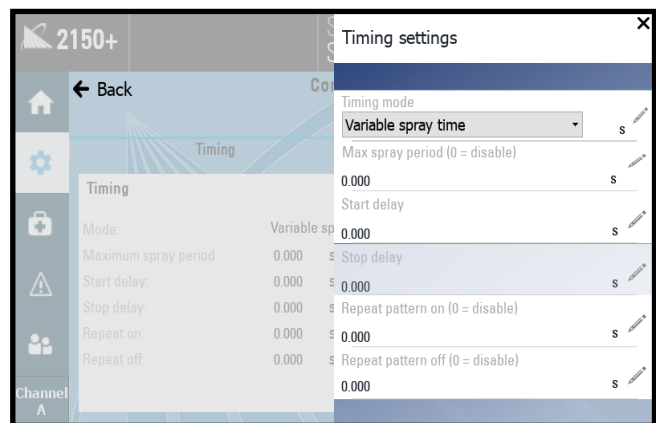 2150+
S
S
← Back
Co
Timing
Timing
Mode: Variable sp
Maximum spray period: 0.000 s
Start delay: 0.000 s
Stop delay: 0.000 s
Repeat on: 0.000 s
Repeat off: 0.000 s
Channel
Timing settings
Timing mode
Variable spray time s
Max spray period (0 = disable)
0.000 s
Start delay
0.000 s
Stop delay
0.000 s
Repeat pattern on (0 = disable)
0.000 s
Repeat pattern off (0 = disable)
0.000 s